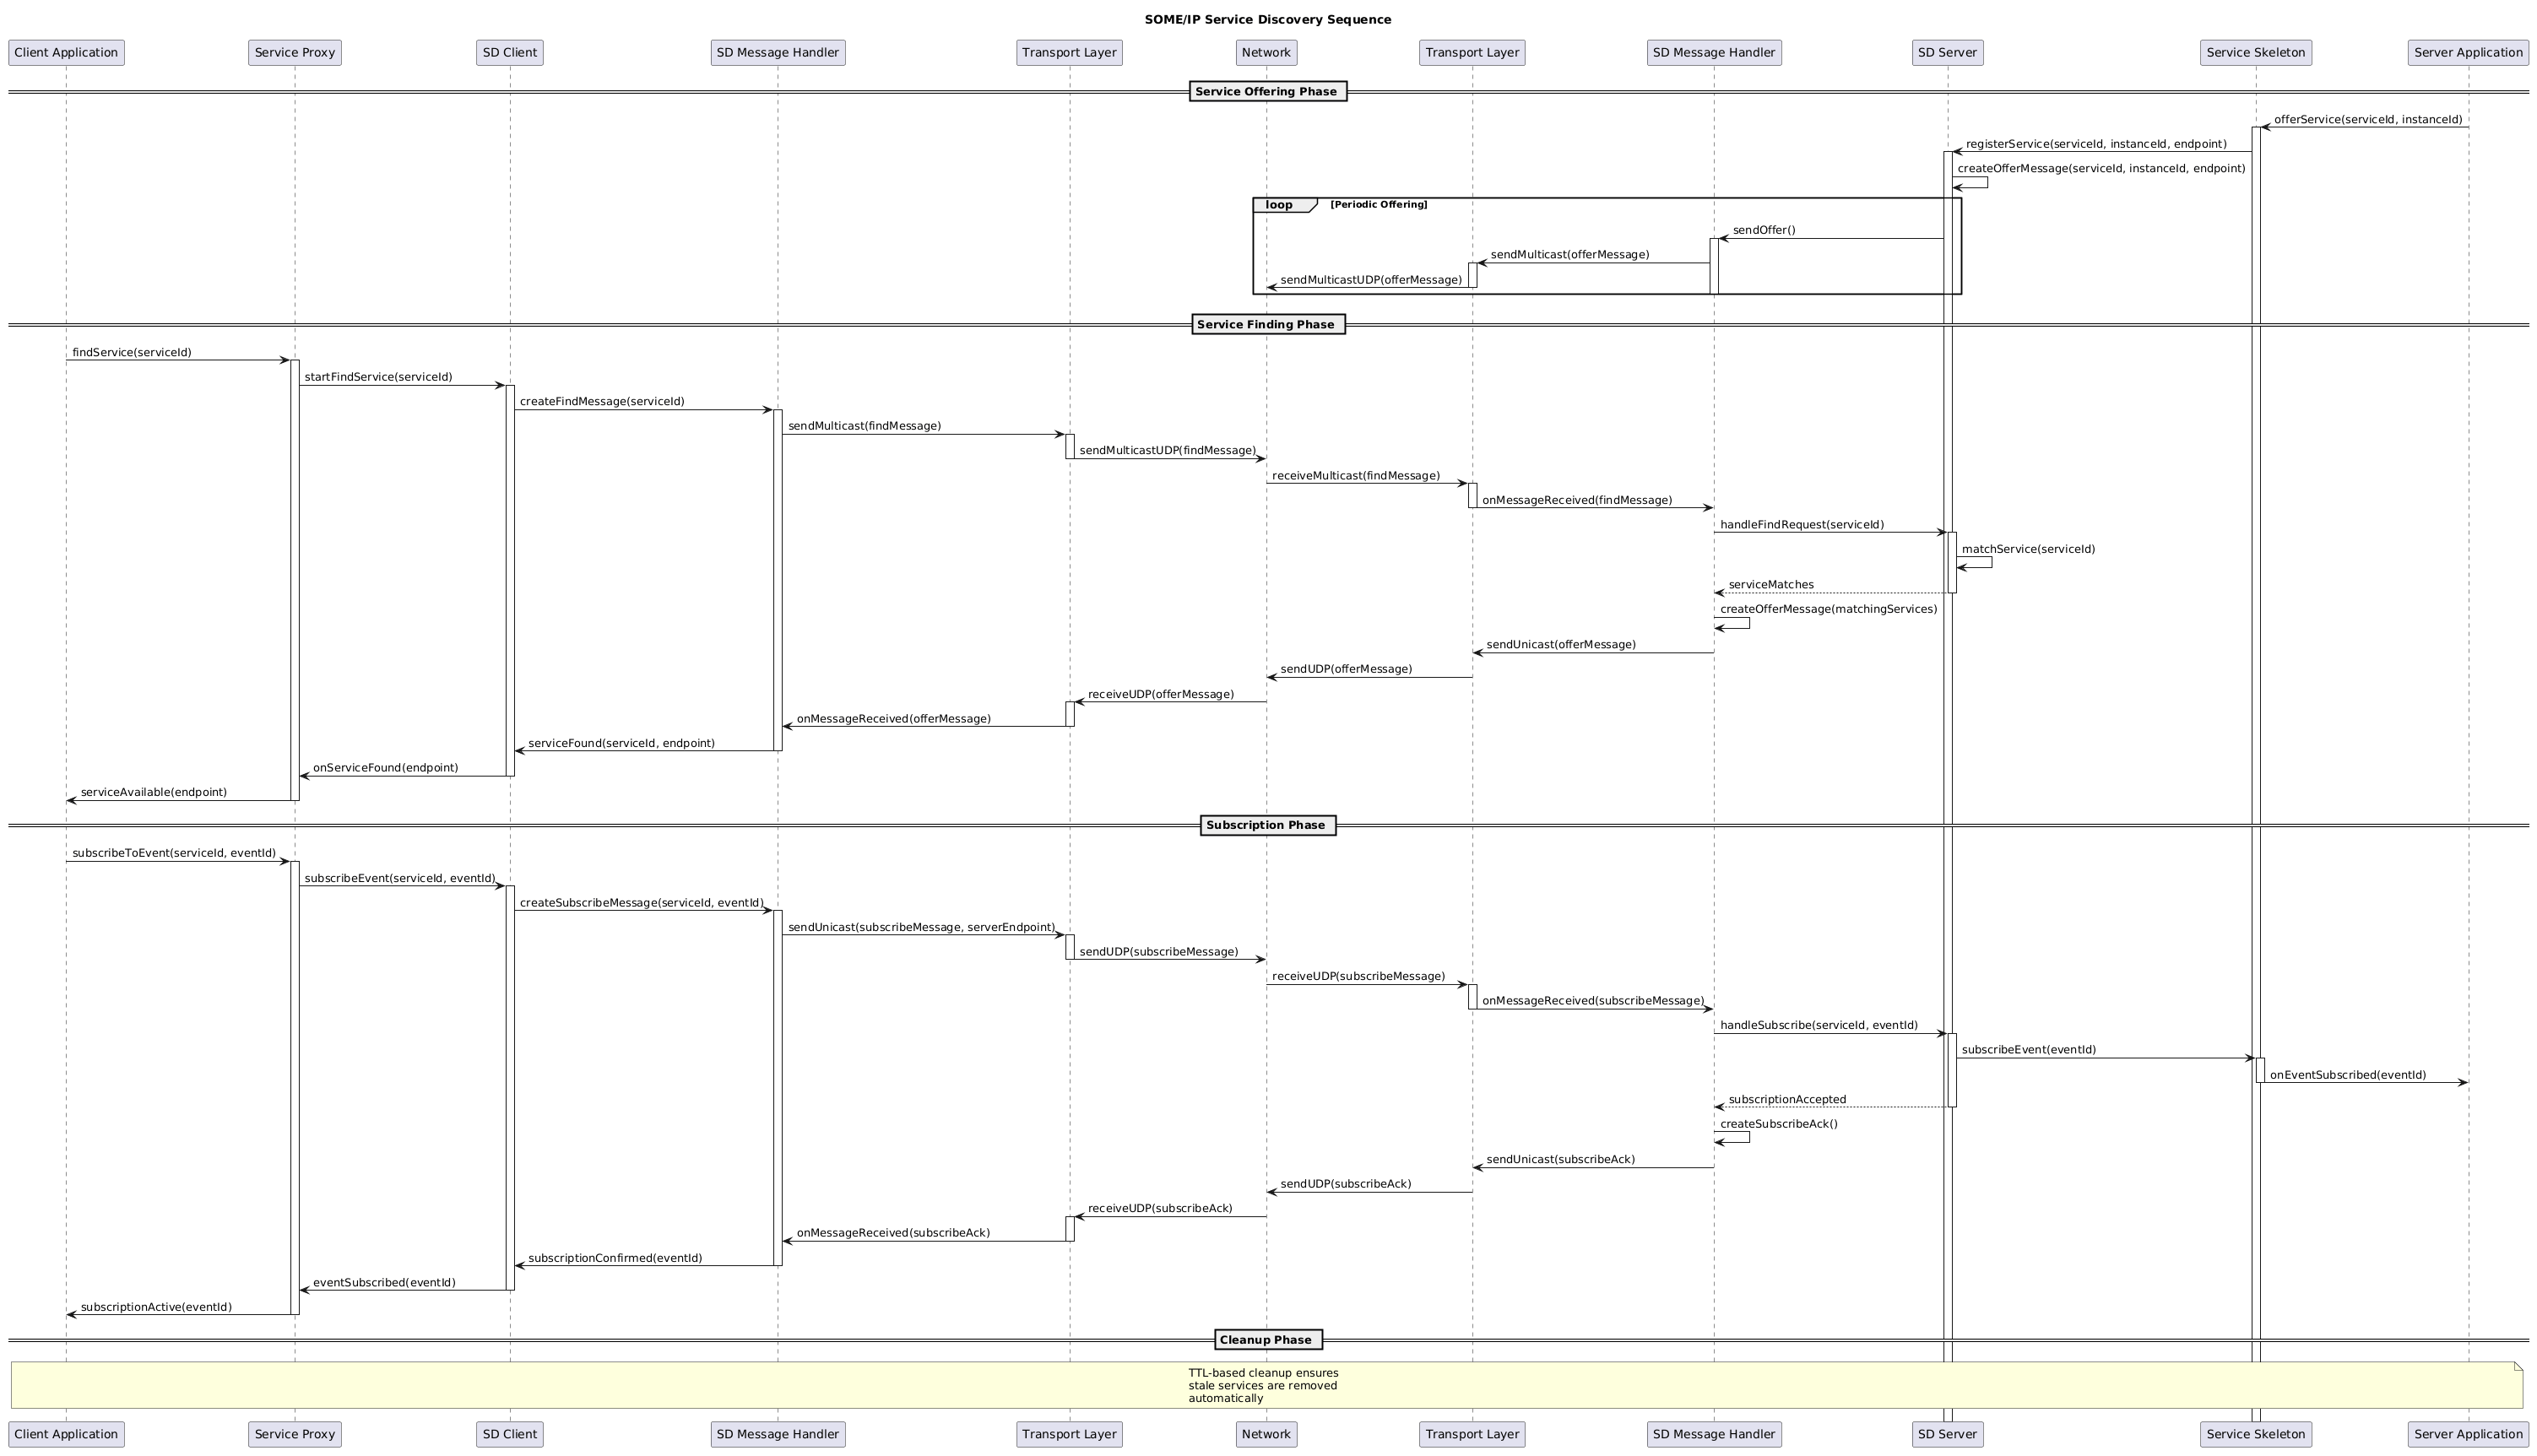 SOME/IP Service Discovery Sequence
Client Application
Service Proxy
SD Client
SD Message Handler
Transport Layer
Network
Transport Layer
SD Message Handler
SD Server
Service Skeleton
Server Application
Service Offering Phase
offerService(serviceId, instanceId)
registerService(serviceId, instanceId, endpoint)
createOfferMessage(serviceId, instanceId, endpoint)
loop
[Periodic Offering]
sendOffer()
sendMulticast(offerMessage)
sendMulticastUDP(offerMessage)
Service Finding Phase
findService(serviceId)
startFindService(serviceId)
createFindMessage(serviceId)
sendMulticast(findMessage)
sendMulticastUDP(findMessage)
receiveMulticast(findMessage)
onMessageReceived(findMessage)
handleFindRequest(serviceId)
matchService(serviceId)
serviceMatches
createOfferMessage(matchingServices)
sendUnicast(offerMessage)
sendUDP(offerMessage)
receiveUDP(offerMessage)
onMessageReceived(offerMessage)
serviceFound(serviceId, endpoint)
onServiceFound(endpoint)
serviceAvailable(endpoint)
Subscription Phase
subscribeToEvent(serviceId, eventId)
subscribeEvent(serviceId, eventId)
createSubscribeMessage(serviceId, eventId)
sendUnicast(subscribeMessage, serverEndpoint)
sendUDP(subscribeMessage)
receiveUDP(subscribeMessage)
onMessageReceived(subscribeMessage)
handleSubscribe(serviceId, eventId)
subscribeEvent(eventId)
onEventSubscribed(eventId)
subscriptionAccepted
createSubscribeAck()
sendUnicast(subscribeAck)
sendUDP(subscribeAck)
receiveUDP(subscribeAck)
onMessageReceived(subscribeAck)
subscriptionConfirmed(eventId)
eventSubscribed(eventId)
subscriptionActive(eventId)
Cleanup Phase
TTL-based cleanup ensures
stale services are removed
automatically
Client Application
Service Proxy
SD Client
SD Message Handler
Transport Layer
Network
Transport Layer
SD Message Handler
SD Server
Service Skeleton
Server Application